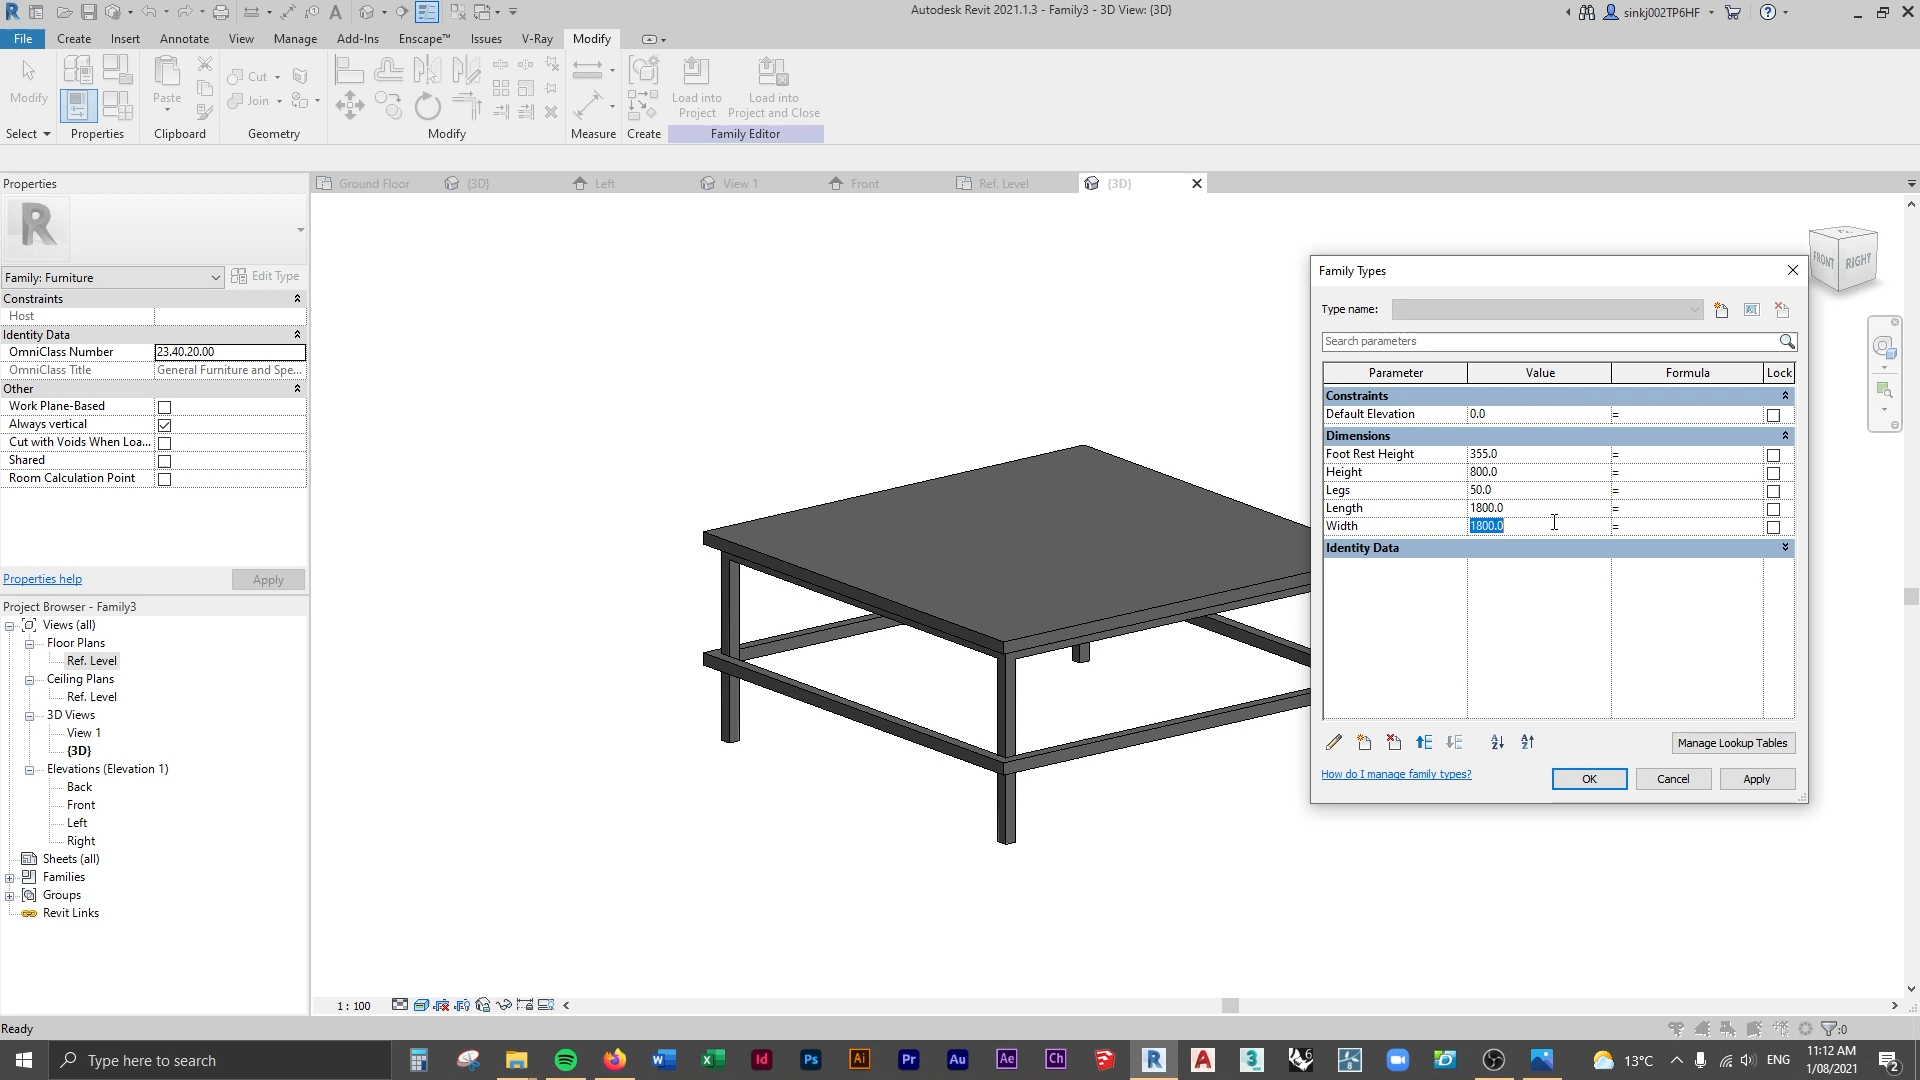 Autodesk Revit 2021.1.3 - Family3 - 3D View: {3D}
sinkj002TP6HF
File Create Insert Annotate View Manage Add-Ins Enscape™ Issues V-Ray Modify
Modify
Paste
Cut
Join
Load into Project
Load into Project and Close
Select Properties Clipboard Geometry Modify Measure Create Family Editor
Properties
Ground Floor {3D} Left View 1 Front Ref. Level {3D}
Family: Furniture
Edit Type
Constraints
Host
Identity Data
OmniClass Number 23.40.20.00
OmniClass Title General Furniture and Spe...
Other
Work Plane-Based
Always vertical
Cut with Voids When Loa...
Shared
Room Calculation Point
Properties help
Apply
Project Browser - Family3
Views (all)
Floor Plans
Ref. Level
Ceiling Plans
Ref. Level
3D Views
View 1
{3D}
Elevations (Elevation 1)
Back
Front
Left
Right
Sheets (all)
Families
Groups
Revit Links
FRONT RIGHT
Family Types
Type name:
Search parameters
Parameter Value Formula Lock
Constraints
Default Elevation 0.0 =
Dimensions
Foot Rest Height 355.0 =
Height 800.0 =
Legs 50.0 =
Length 1800.0 =
Width 1800.0 =
Identity Data
Manage Lookup Tables
How do I manage family types?
OK Cancel Apply
1 : 100
Ready
:0
Type here to search
13°C
ENG
11:12 AM
1/08/2021
2